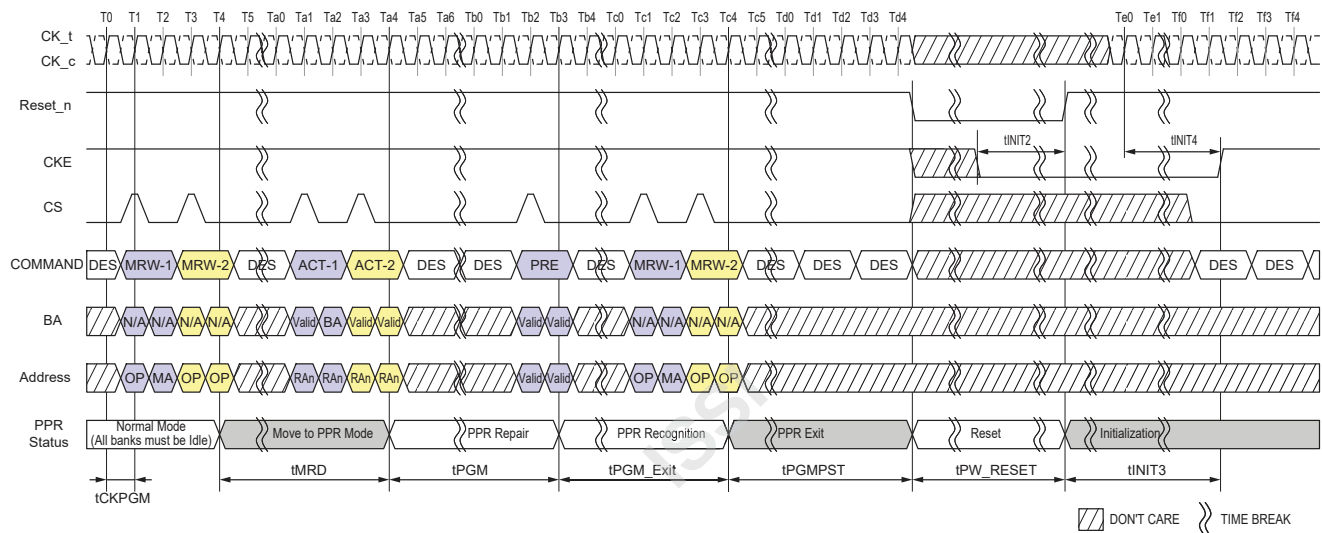 T0 T1 T2 T3 T4 T5 Ta0 Ta1 Ta2 Ta3 Ta4 Ta5 Ta6 Tb0 Tb1 Tb2 Tb3 Tb4 Tc0 Tc1 Tc2 Tc3 Tc4 Tc5 Td0 Td1 Td2 Td3 Td4 Te0 Te1 Tf0 Tf1 Tf2 Tf3 Tf4
CK_t
CK_c
Reset_n
tINIT2 tINIT4
CKE
CS
COMMAND DES MRW-1 MRW-2 DES ACT-1 ACT-2 DES DES PRE DES MRW-1 MRW-2 DES DES DES DES DES
BA N/A N/A N/A N/A Valid BA Valid Valid Valid Valid N/A N/A N/A N/A
Address OP MA OP OP RAn RAn RAn RAn Valid Valid OP MA OP OP
PPR Status Normal Mode (All banks must be Idle) Move to PPR Mode PPR Repair PPR Recognition PPR Exit Reset Initialization
tCKPGM tMRD tPGM tPGM_Exit tPGMPST tPW_RESET tINIT3
ISSI
DON'T CARE TIME BREAK